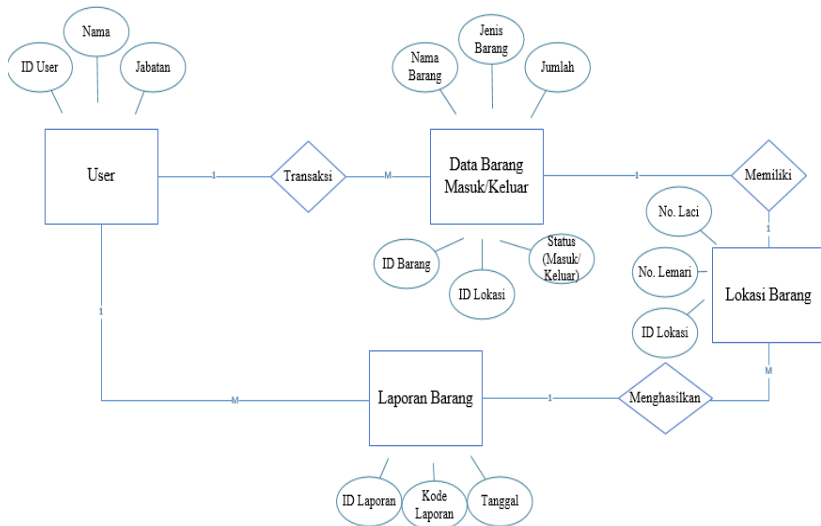 Nama
ID User
Jabatan
Jenis
Barang
Nama
Barang
Jumlah
User
1
Transaksi
M
Data Barang
Masuk/Keluar
1
Memiliki
1
No. Laci
No. Lemari
ID Lokasi
Lokasi Barang
ID Barang
ID Lokasi
Status
(Masuk/
Keluar)
1
M
Laporan Barang
1
Menghasilkan
M
ID Laporan
Kode
Laporan
Tanggal